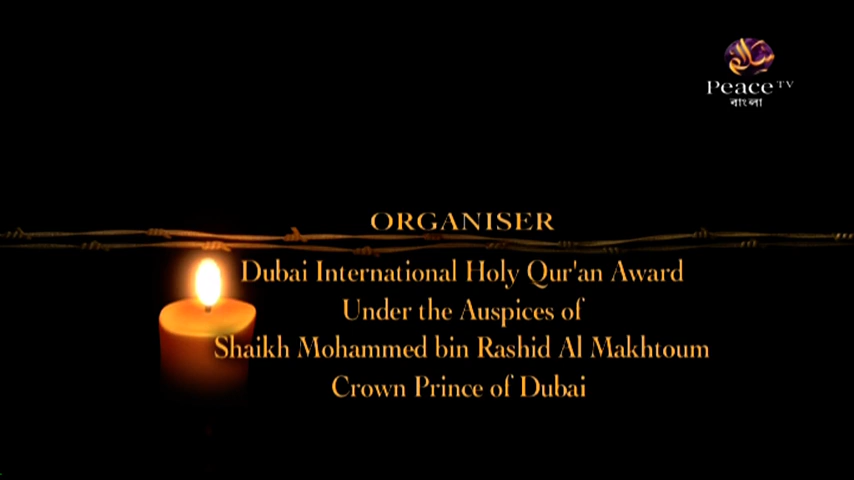 Peace TV
বাংলা
ORGANISER
Dubai International Holy Qur'an Award
Under the Auspices of
Shaikh Mohammed bin Rashid Al Makhtoum
Crown Prince of Dubai